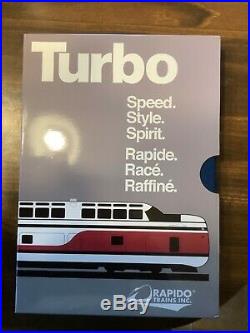 Turbo
Speed.
Style.
Spirit.
Rapide.
Racé.
Raffiné.
RAPIDO
TRAINS INC.